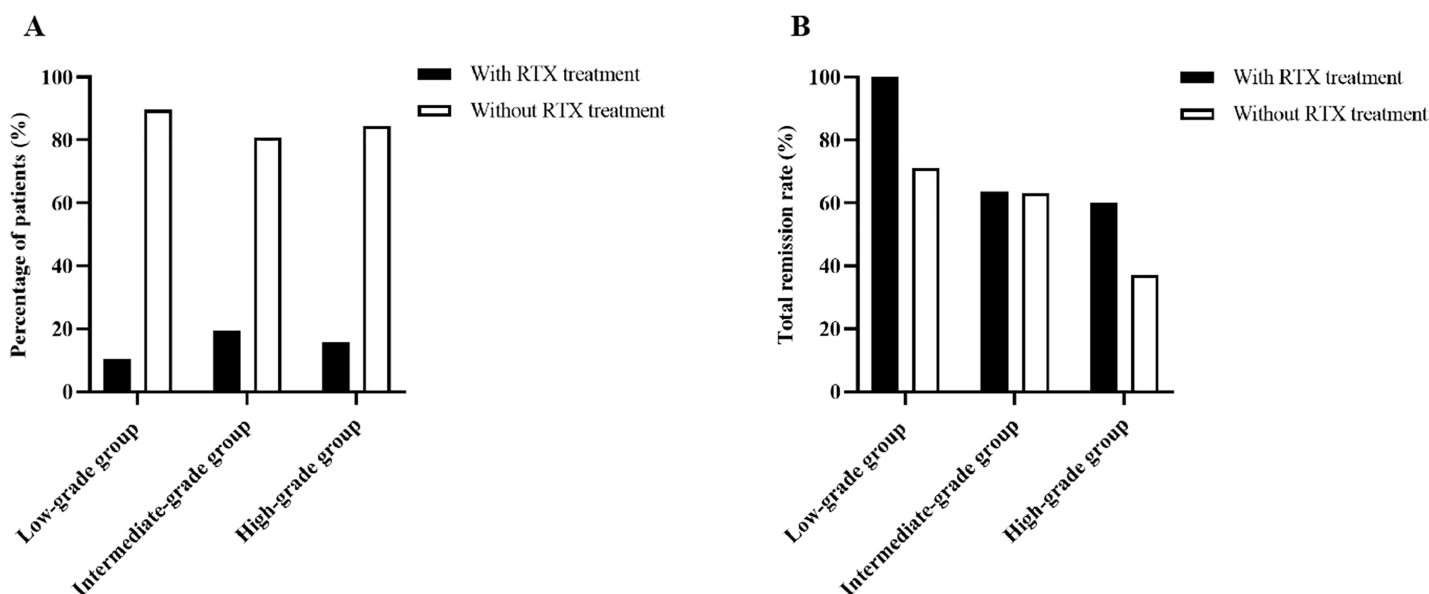 A
With RTX treatment
Without RTX treatment
Percentage of patients (%)
100
80
60
40
20
0
Low-grade group
Intermediate-grade group
High-grade group
B
With RTX treatment
Without RTX treatment
Total remission rate (%)
100
80
60
40
20
0
Low-grade group
Intermediate-grade group
High-grade group